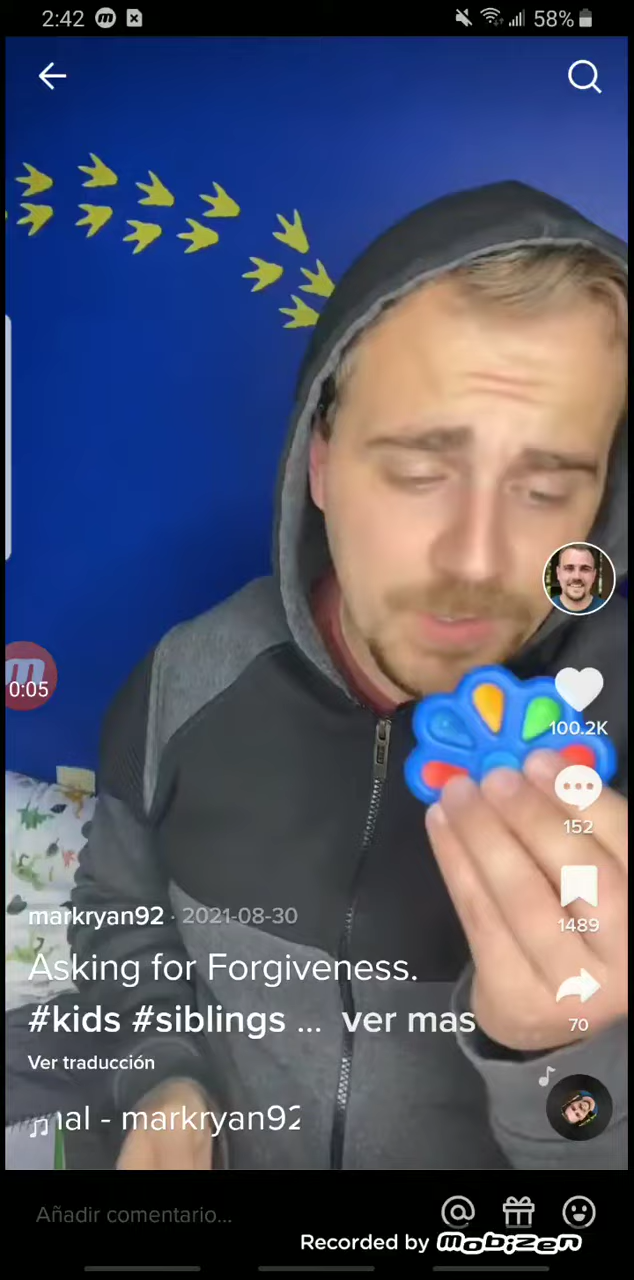 2:42
58%
0:05
100.2K
152
1489
70
markryan92 · 2021-08-30
Asking for Forgiveness.
#kids #siblings ... ver mas
Ver traducción
nal - markryan92
Añadir comentario...
Recorded by mobizen